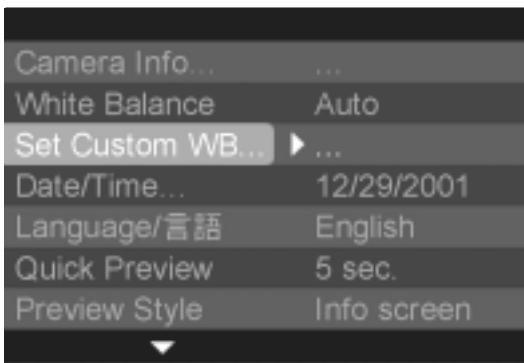 Camera Info... ...
White Balance Auto
Set Custom WB... ...
Date/Time... 12/29/2001
Language/言語 English
Quick Preview 5 sec.
Preview Style Info screen